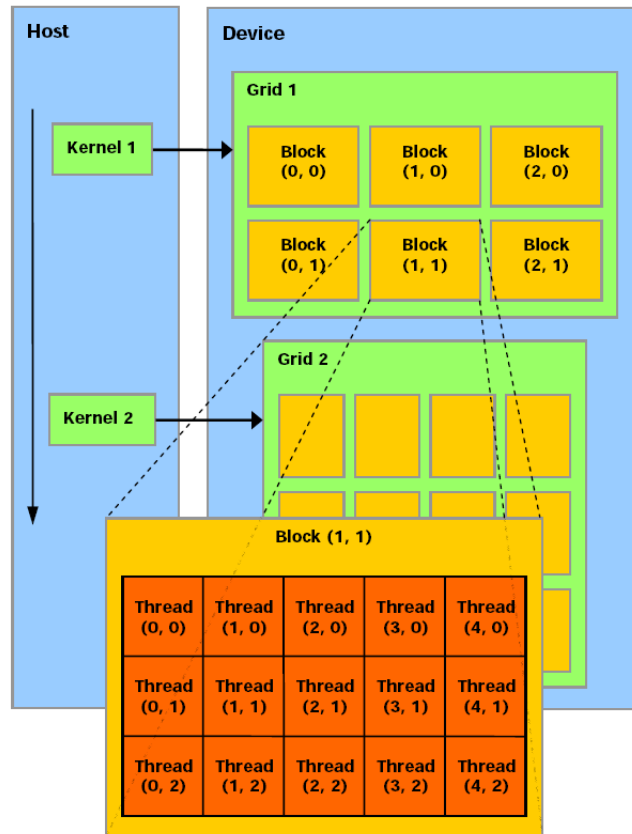 Host
Device
Grid 1
Kernel 1
Block
(0, 0)
Block
(1, 0)
Block
(2, 0)
Block
(0, 1)
Block
(1, 1)
Block
(2, 1)
Grid 2
Kernel 2
Block (1, 1)
Thread
(0, 0)
Thread
(1, 0)
Thread
(2, 0)
Thread
(3, 0)
Thread
(4, 0)
Thread
(0, 1)
Thread
(1, 1)
Thread
(2, 1)
Thread
(3, 1)
Thread
(4, 1)
Thread
(0, 2)
Thread
(1, 2)
Thread
(2, 2)
Thread
(3, 2)
Thread
(4, 2)